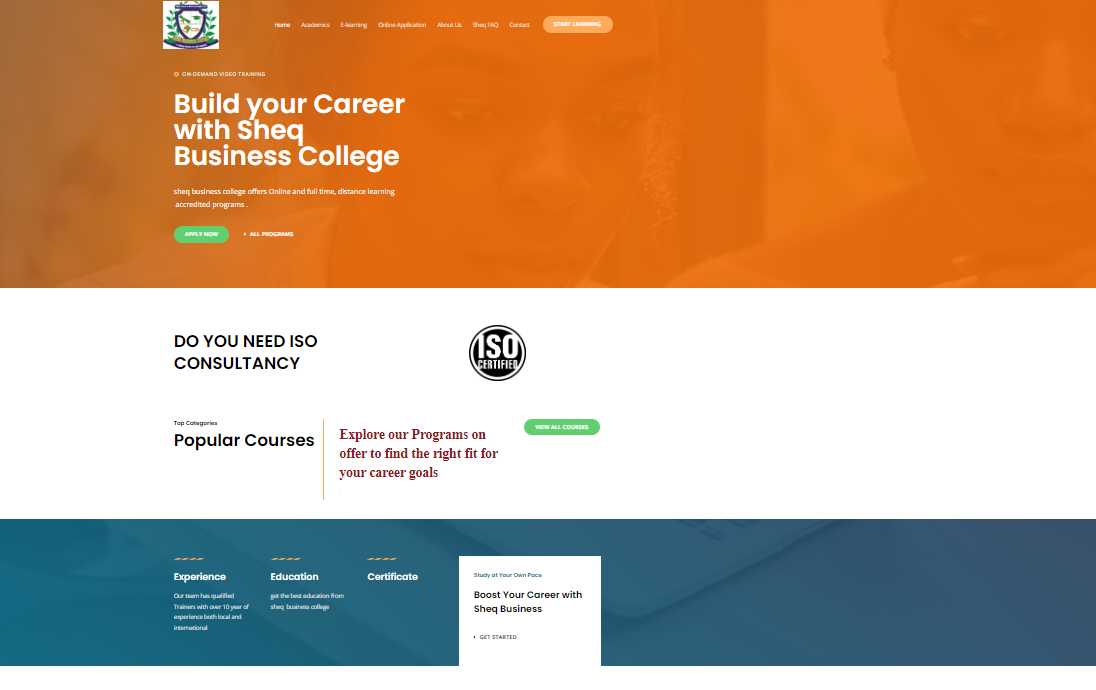 Home Academics E-learning Online Application About Us Sheq FAQ Contact START LEARNING
ON-DEMAND VIDEO TRAINING
Build your Career
with Sheq
Business College
sheq business college offers Online and full time, distance learning
accredited programs .
APPLY NOW ALL PROGRAMS
DO YOU NEED ISO
CONSULTANCY
ISO
CERTIFIED
Top Categories
Popular Courses
Explore our Programs on
offer to find the right fit for
your career goals
VIEW ALL COURSES
Experience
Our team has qualified
Trainers with over 10 year of
experience both local and
international
Education
get the best education from
sheq business college
Certificate
Study at Your Own Pace
Boost Your Career with
Sheq Business
GET STARTED